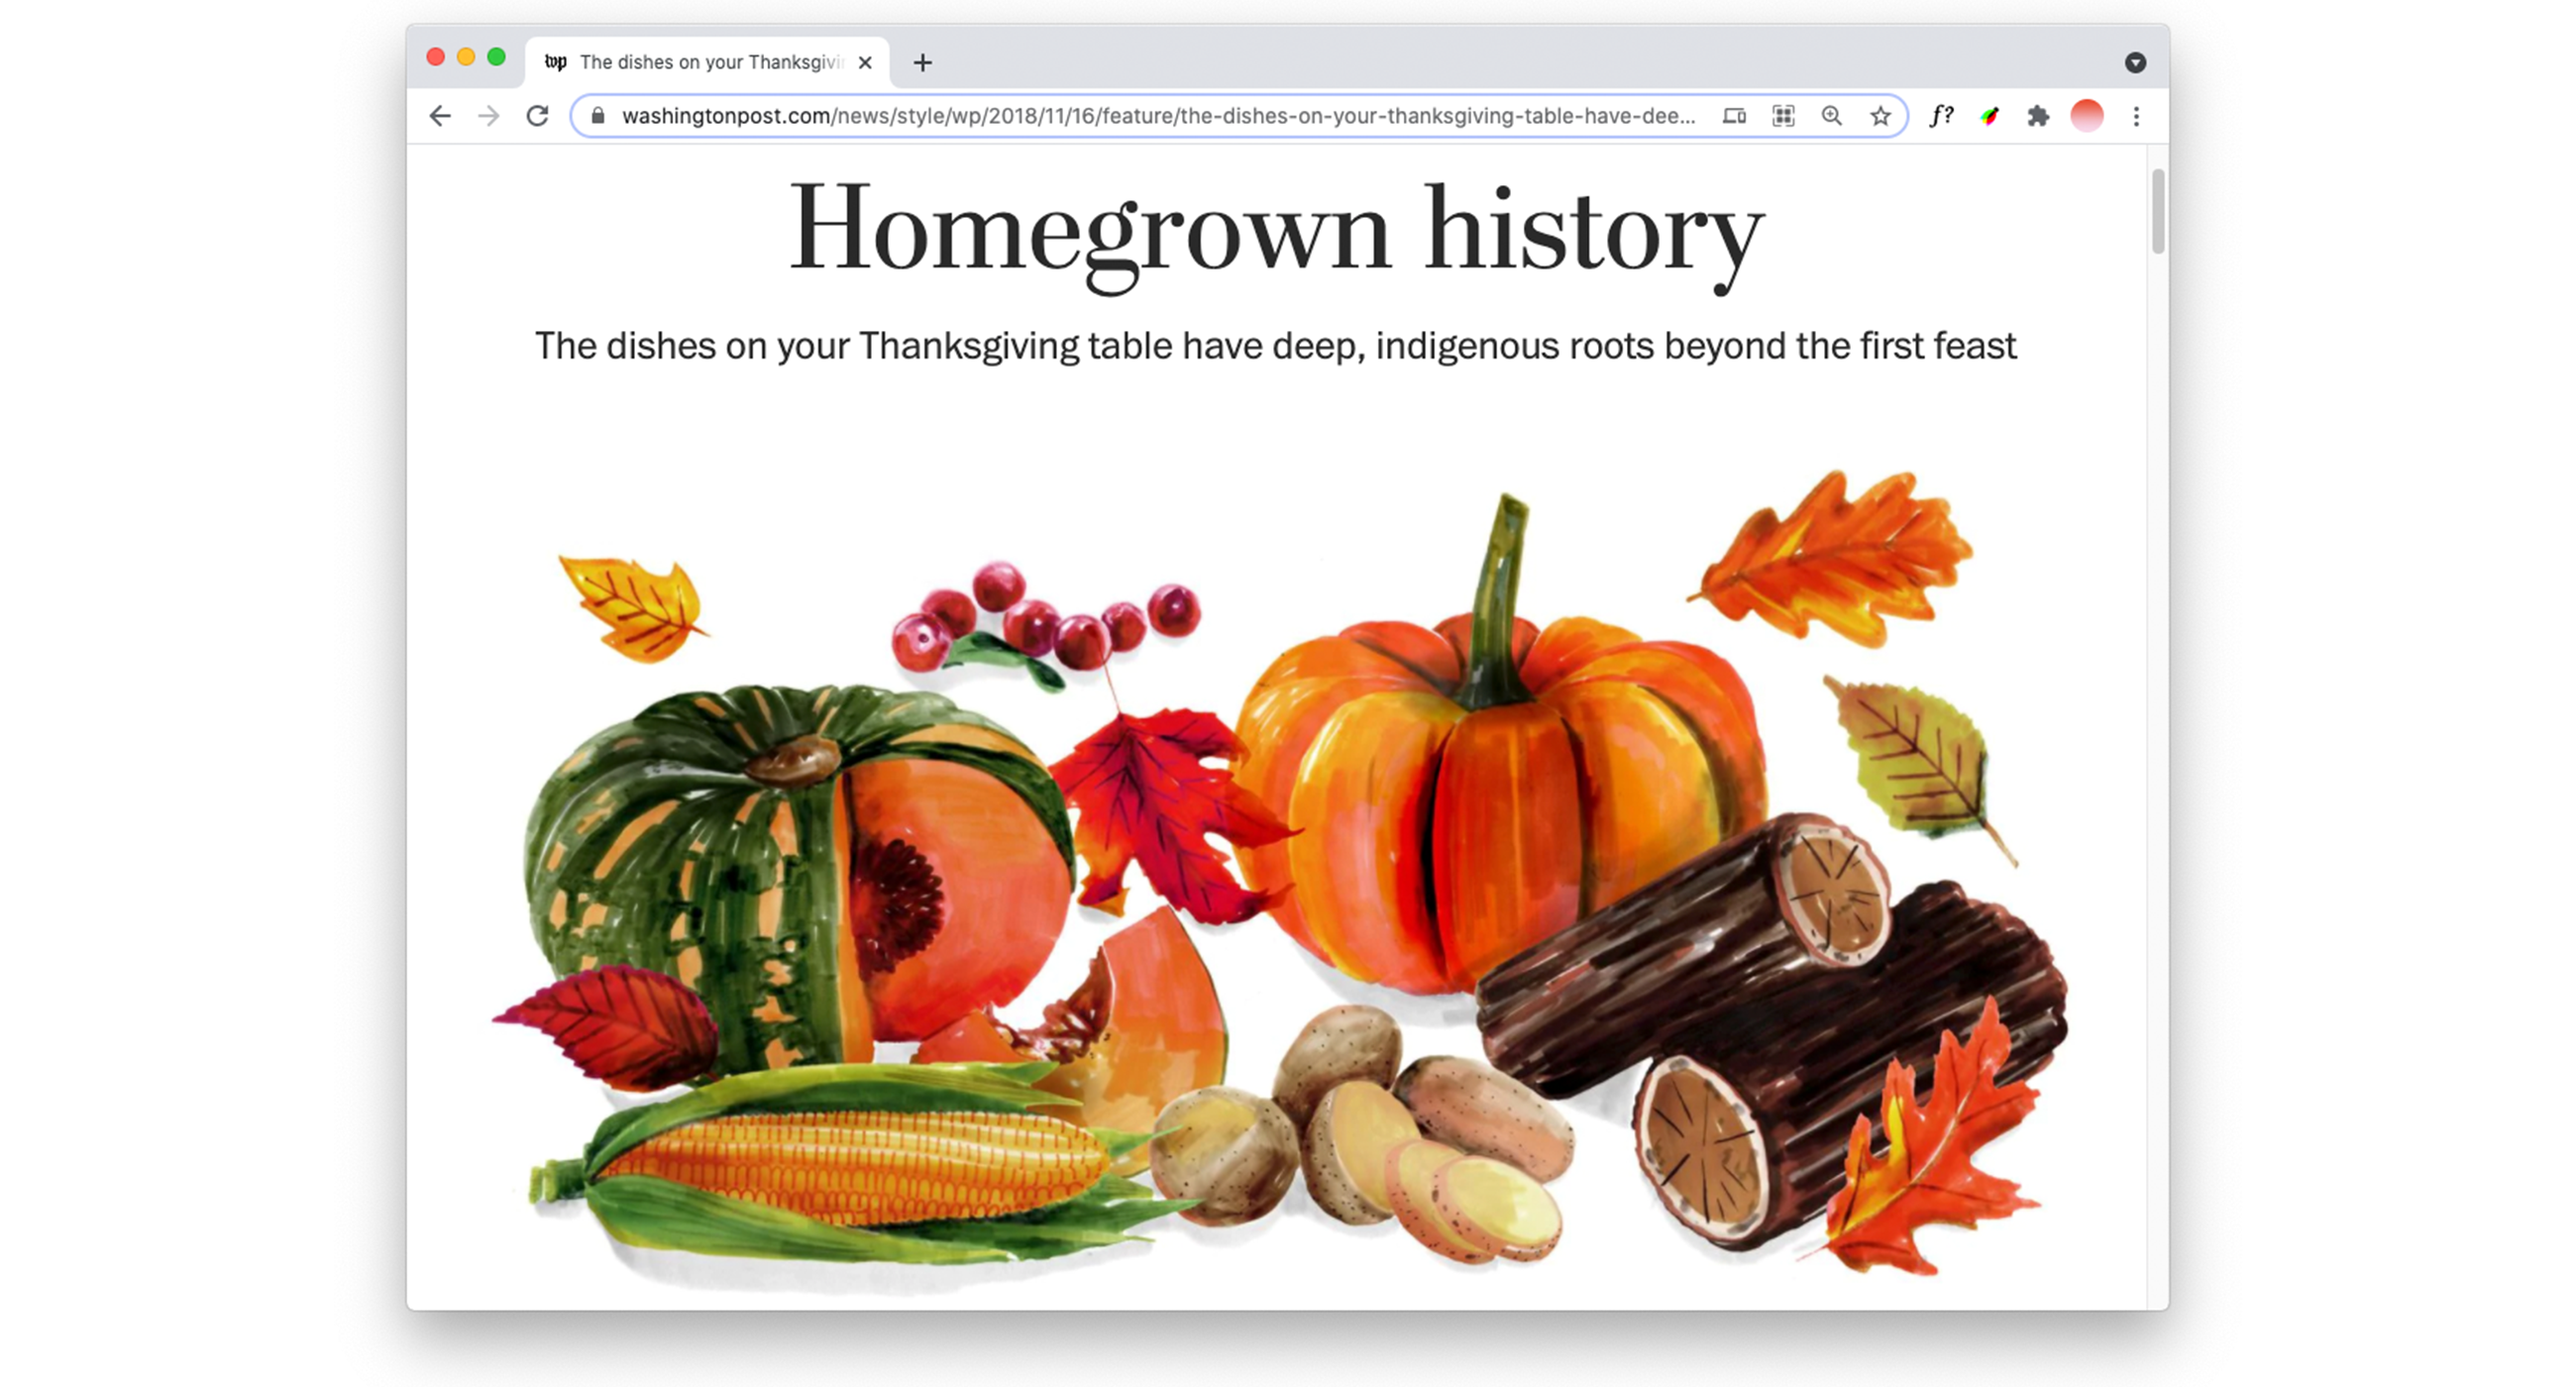 wp The dishes on your Thanksgivi
washingtonpost.com/news/style/wp/2018/11/16/feature/the-dishes-on-your-thanksgiving-table-have-dee... f?
Homegrown history
The dishes on your Thanksgiving table have deep, indigenous roots beyond the first feast